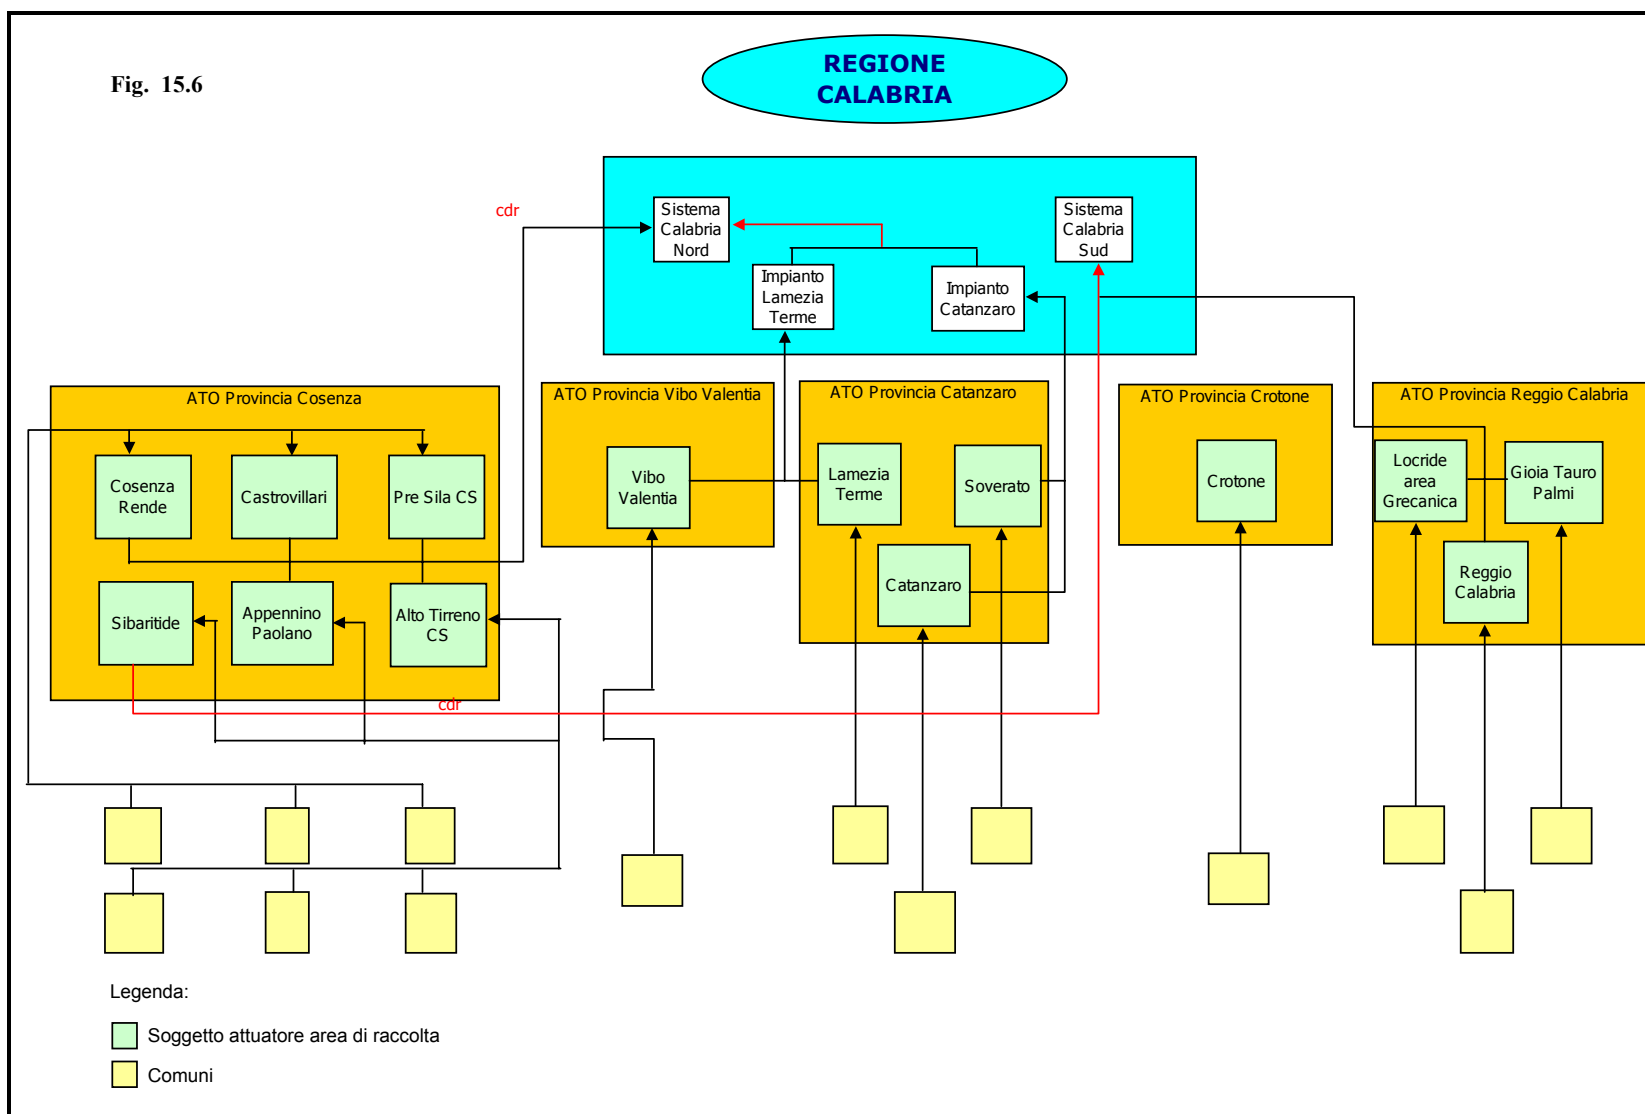 Fig. 15.6
REGIONE
CALABRIA
cdr
Sistema
Calabria
Nord
Sistema
Calabria
Sud
Impianto
Lamezia
Terme
Impianto
Catanzaro
ATO Provincia Cosenza
ATO Provincia Vibo Valentia
ATO Provincia Catanzaro
ATO Provincia Crotone
ATO Provincia Reggio Calabria
Cosenza
Rende
Castrovillari
Pre Sila CS
Vibo
Valentia
Lamezia
Terme
Soverato
Crotone
Locride
area
Grecanica
Gioia Tauro
Palmi
Sibaritide
Appennino
Paolano
Alto Tirreno
CS
Catanzaro
Reggio
Calabria
cdr
Legenda:
Soggetto attuatore area di raccolta
Comuni